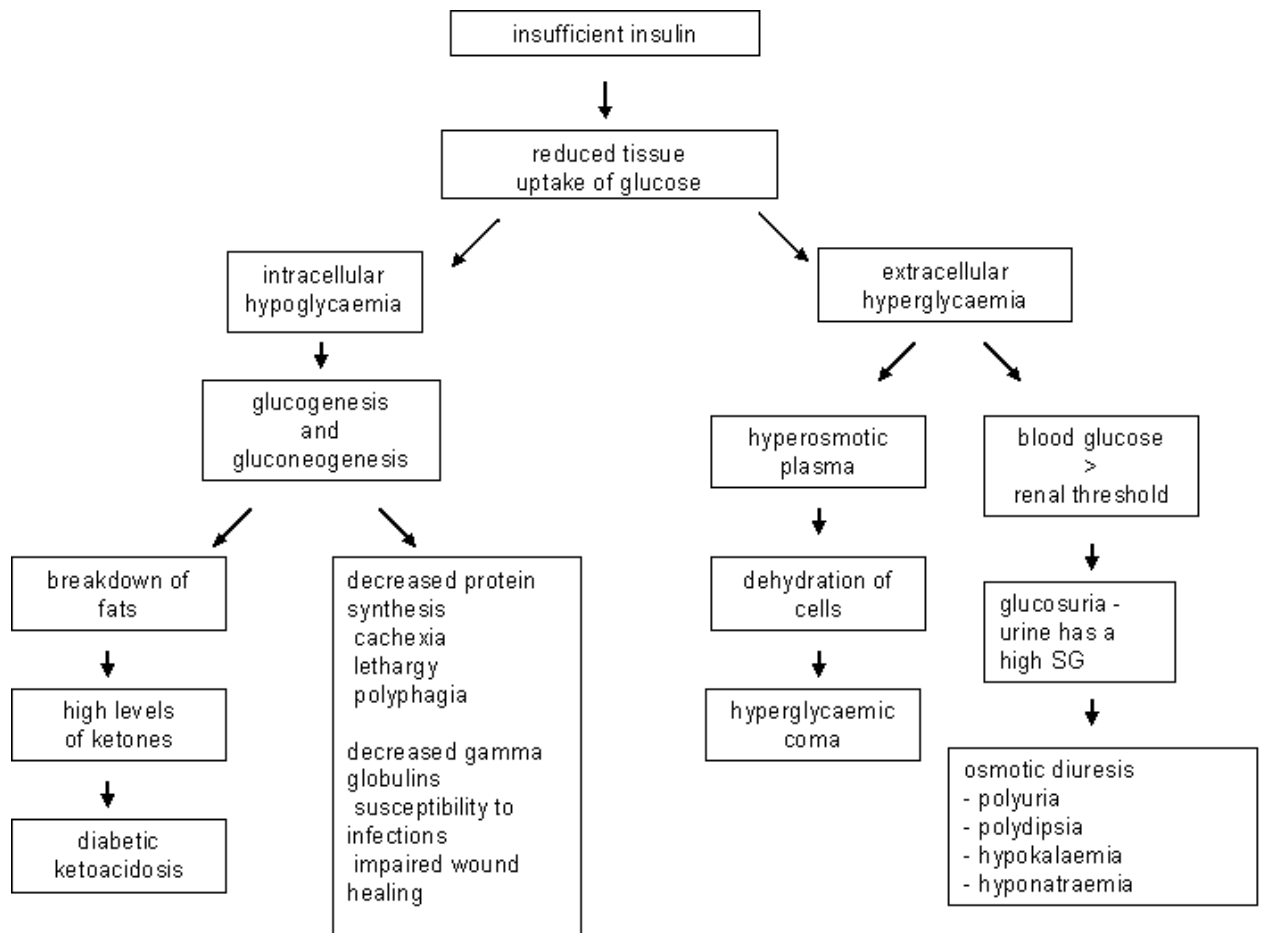 insufficient insulin
reduced tissue
uptake of glucose
intracellular
hypoglycaemia
extracellular
hyperglycaemia
glucogenesis
and
gluconeogenesis
hyperosmotic
plasma
blood glucose
>
renal threshold
breakdown of
fats
decreased protein
synthesis
cachexia
lethargy
polyphagia
decreased gamma
globulins
susceptibility to
infections
impaired wound
healing
dehydration of
cells
glucosuria -
urine has a
high SG
high levels
of ketones
hyperglycaemic
coma
diabetic
ketoacidosis
osmotic diuresis
- polyuria
- polydipsia
- hypokalaemia
- hyponatraemia